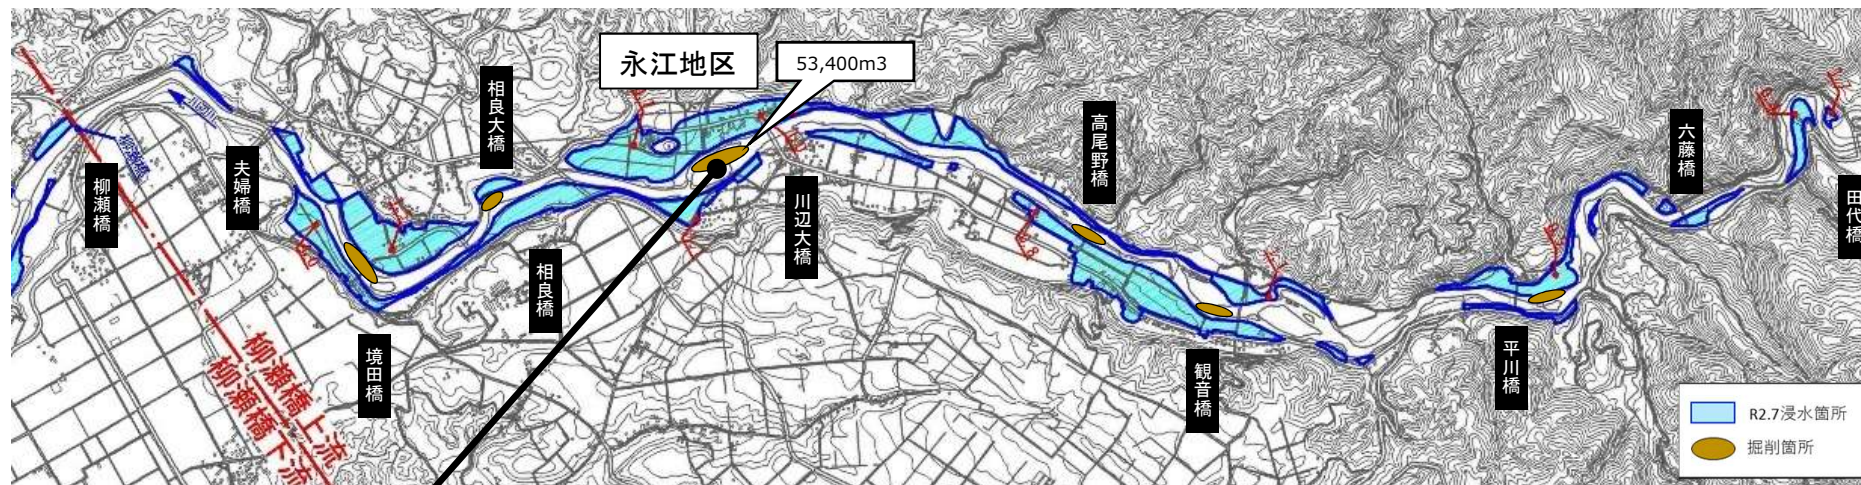 永江地区
53,400m3
柳瀬橋
夫婦橋
相良大橋
境田橋
相良橋
川辺大橋
高尾野橋
観音橋
平川橋
六藤橋
田代橋
柳瀬橋上流
柳瀬橋下流
R2.7浸水箇所
掘削箇所